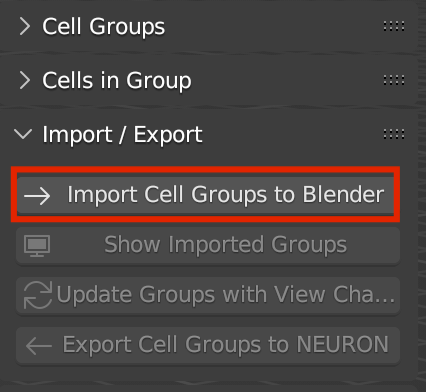 Cell Groups
Cells in Group
Import / Export
Import Cell Groups to Blender
Show Imported Groups
Update Groups with View Cha...
Export Cell Groups to NEURON